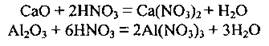 CaO + 2HNO₃ = Ca(NO₃)₂ + H₂O
Al₂O₃ + 6HNO₃ = 2Al(NO₃)₃ + 3H₂O